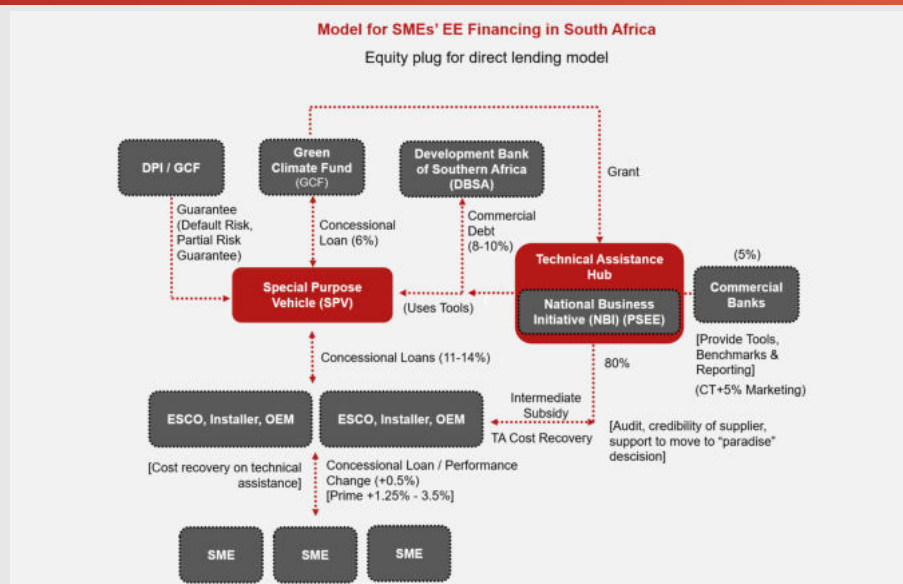 Model for SMEs' EE Financing in South Africa
Equity plug for direct lending model
DPI / GCF
Green
Climate Fund
(GCF)
Development Bank
of Southern Africa
(DBSA)
Grant
Guarantee
(Default Risk,
Partial Risk
Guarantee)
Concessional
Loan (6%)
Commercial
Debt
(8-10%)
Special Purpose
Vehicle (SPV)
(Uses Tools)
Technical Assistance
Hub
National Business
Initiative (NBI) (PSEE)
(5%)
Commercial
Banks
[Provide Tools,
Benchmarks &
Reporting]
(CT+5% Marketing)
Concessional Loans (11-14%)
80%
ESCO, Installer, OEM
ESCO, Installer, OEM
Intermediate
Subsidy
TA Cost Recovery
[Audit, credibility of supplier,
support to move to "paradise"
descision]
[Cost recovery on technical
assistance]
Concessional Loan / Performance
Change (+0.5%)
[Prime +1.25% - 3.5%]
SME
SME
SME